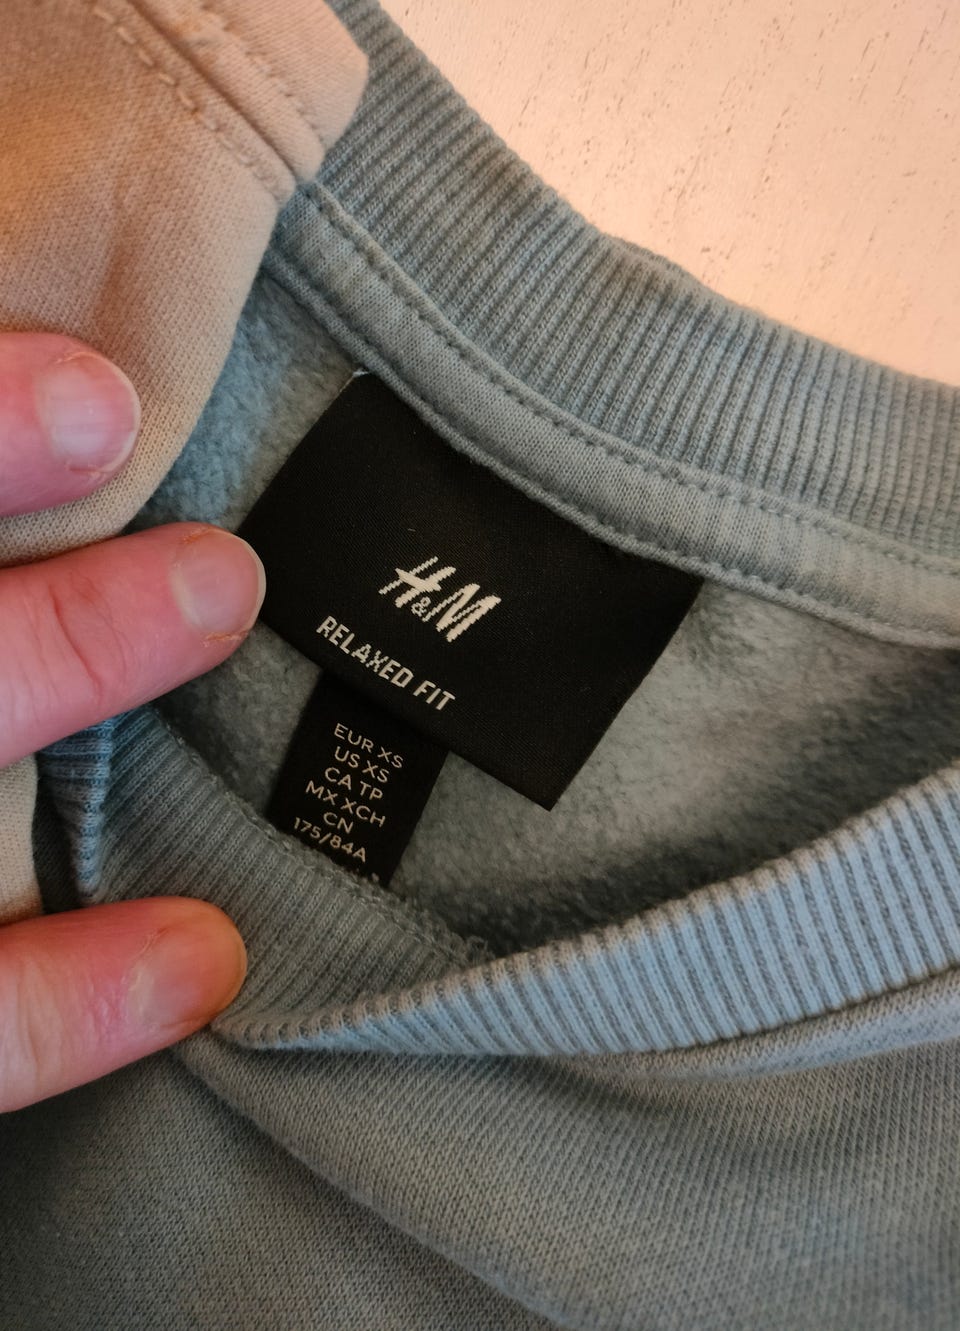 H&M
RELAXED FIT
EUR XS
US XS
CA TP
MX XCH
CN
175/84A